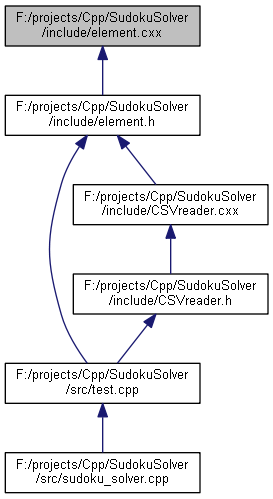 F:/projects/Cpp/SudokuSolver
/include/element.cxx
F:/projects/Cpp/SudokuSolver
/include/element.h
F:/projects/Cpp/SudokuSolver
/include/CSVreader.cxx
F:/projects/Cpp/SudokuSolver
/include/CSVreader.h
F:/projects/Cpp/SudokuSolver
/src/test.cpp
F:/projects/Cpp/SudokuSolver
/src/sudoku_solver.cpp